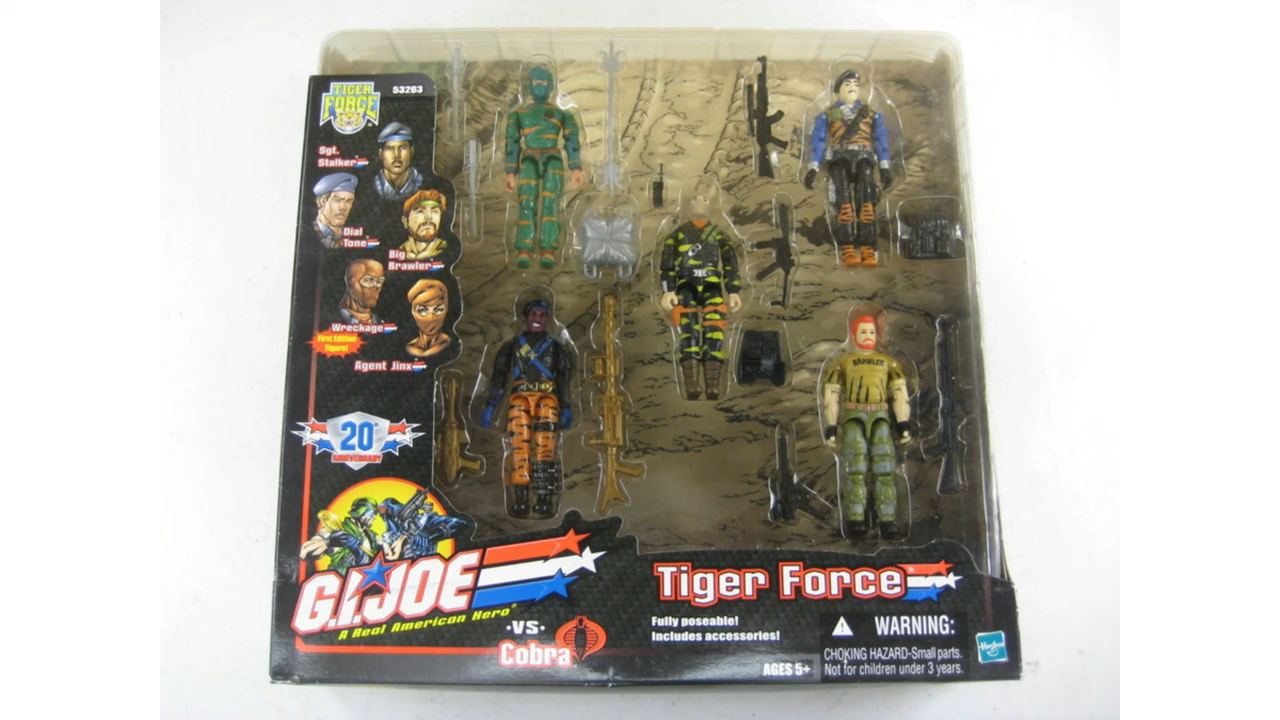 TIGER
FORCE
53263
Sgt.
Stalker
Dial
Tone
Big
Brawler
Wreckage
First Edition
Figure!
Agent Jinx
20th
ANNIVERSARY
BRAWLER
G.I. JOE
A Real American Hero®
·VS·
Cobra
Tiger Force™
Fully poseable!
Includes accessories!
AGES 5+
WARNING:
CHOKING HAZARD-Small parts.
Not for children under 3 years.
Hasbro